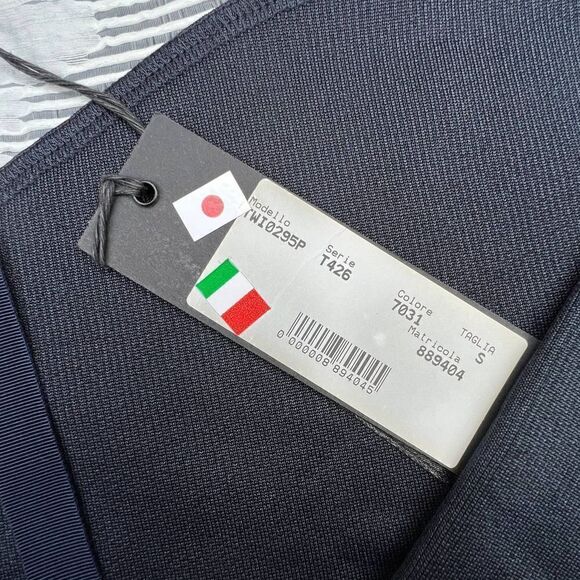 Modello
TWI0295P
Serie
T426
Colore
7031
TAGLIA
S
Matricola
889404
0 000008 894045